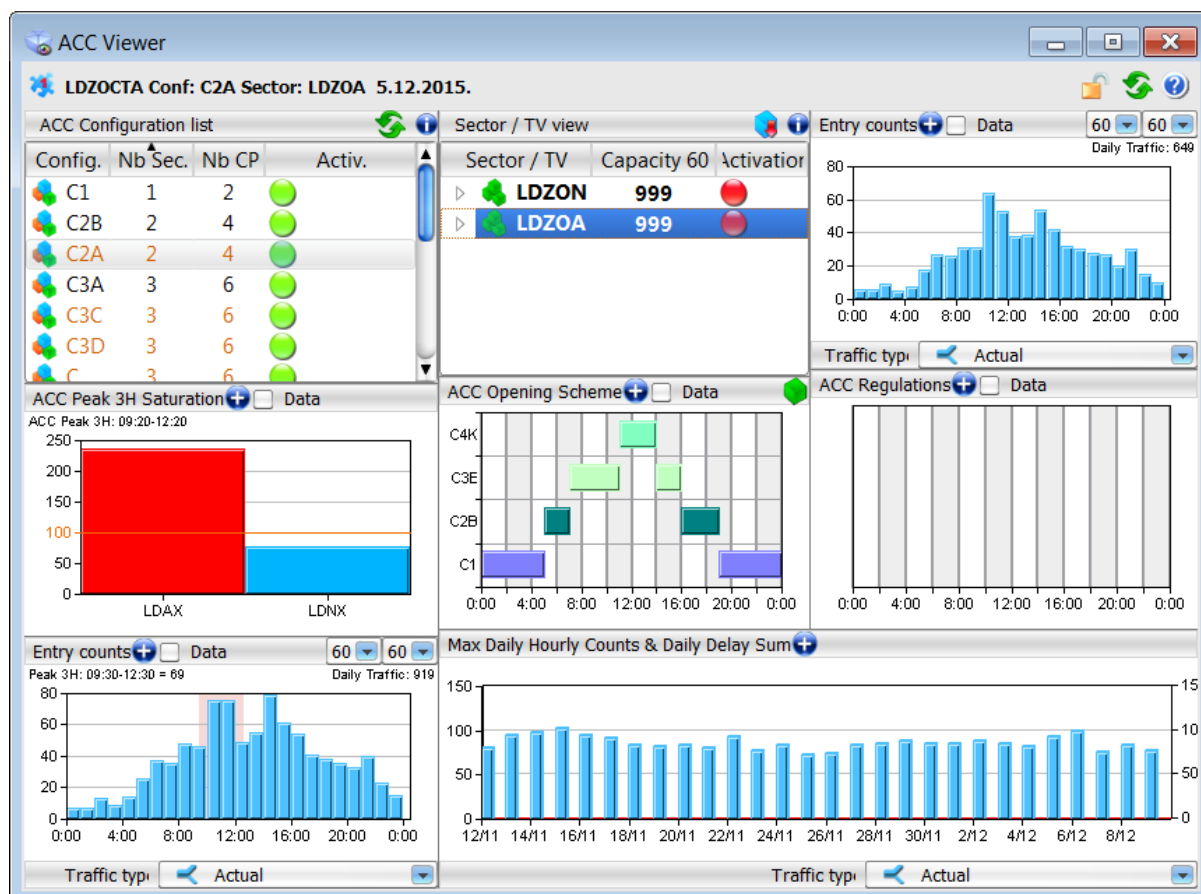 ACC Viewer
LDZOCTA Conf: C2A Sector: LDZOA 5.12.2015.
ACC Configuration list
Config. Nb Sec. Nb CP Activ.
C1 1 2
C2B 2 4
C2A 2 4
C3A 3 6
C3C 3 6
C3D 3 6
Sector / TV view
Sector / TV Capacity 60 Activation
LDZON 999
LDZOA 999
Entry counts Data 60 60
Daily Traffic: 649
80
60
40
20
0
0:00 4:00 8:00 12:00 16:00 20:00 0:00
Traffic type Actual
ACC Peak 3H Saturation Data
ACC Peak 3H: 09:20-12:20
250
200
150
100
50
0
LDAX LDNX
ACC Opening Scheme Data
C4K
C3E
C2B
C1
0:00 4:00 8:00 12:00 16:00 20:00 0:00
ACC Regulations Data
0:00 4:00 8:00 12:00 16:00 20:00 0:00
Entry counts Data 60 60
Peak 3H: 09:30-12:30 = 69 Daily Traffic: 919
80
60
40
20
0
0:00 4:00 8:00 12:00 16:00 20:00 0:00
Traffic type Actual
Max Daily Hourly Counts & Daily Delay Sum
150 15
100 10
50 5
0 0
12/11 14/11 16/11 18/11 20/11 22/11 24/11 26/11 28/11 30/11 2/12 4/12 6/12 8/12
Traffic type Actual